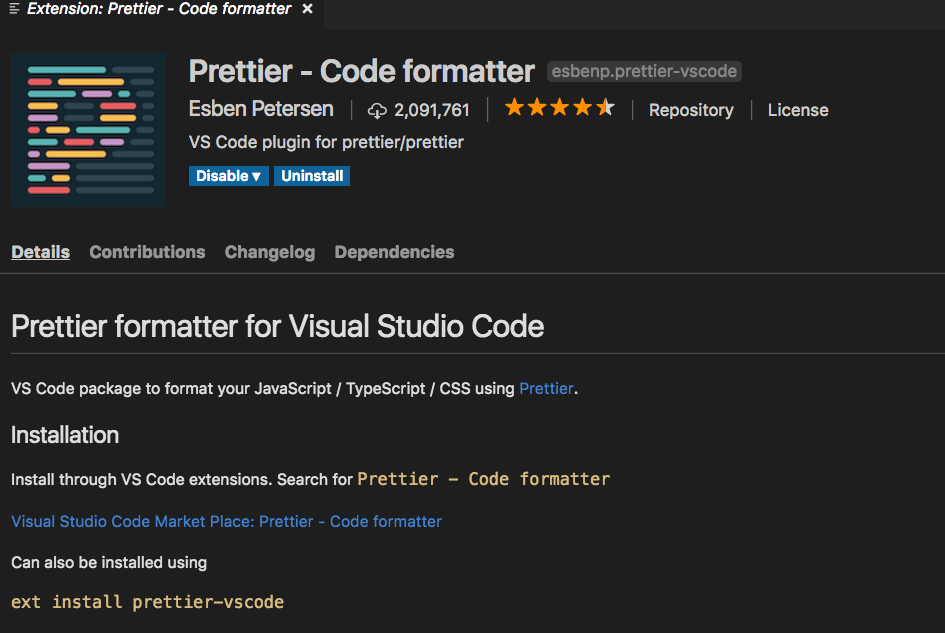 Extension: Prettier - Code formatter ×
Prettier - Code formatter esbenp.prettier-vscode
Esben Petersen | 2,091,761 | | Repository | License
VS Code plugin for prettier/prettier
Disable ▾ Uninstall
Details Contributions Changelog Dependencies
Prettier formatter for Visual Studio Code
VS Code package to format your JavaScript / TypeScript / CSS using Prettier.
Installation
Install through VS Code extensions. Search for Prettier - Code formatter
Visual Studio Code Market Place: Prettier - Code formatter
Can also be installed using
ext install prettier-vscode